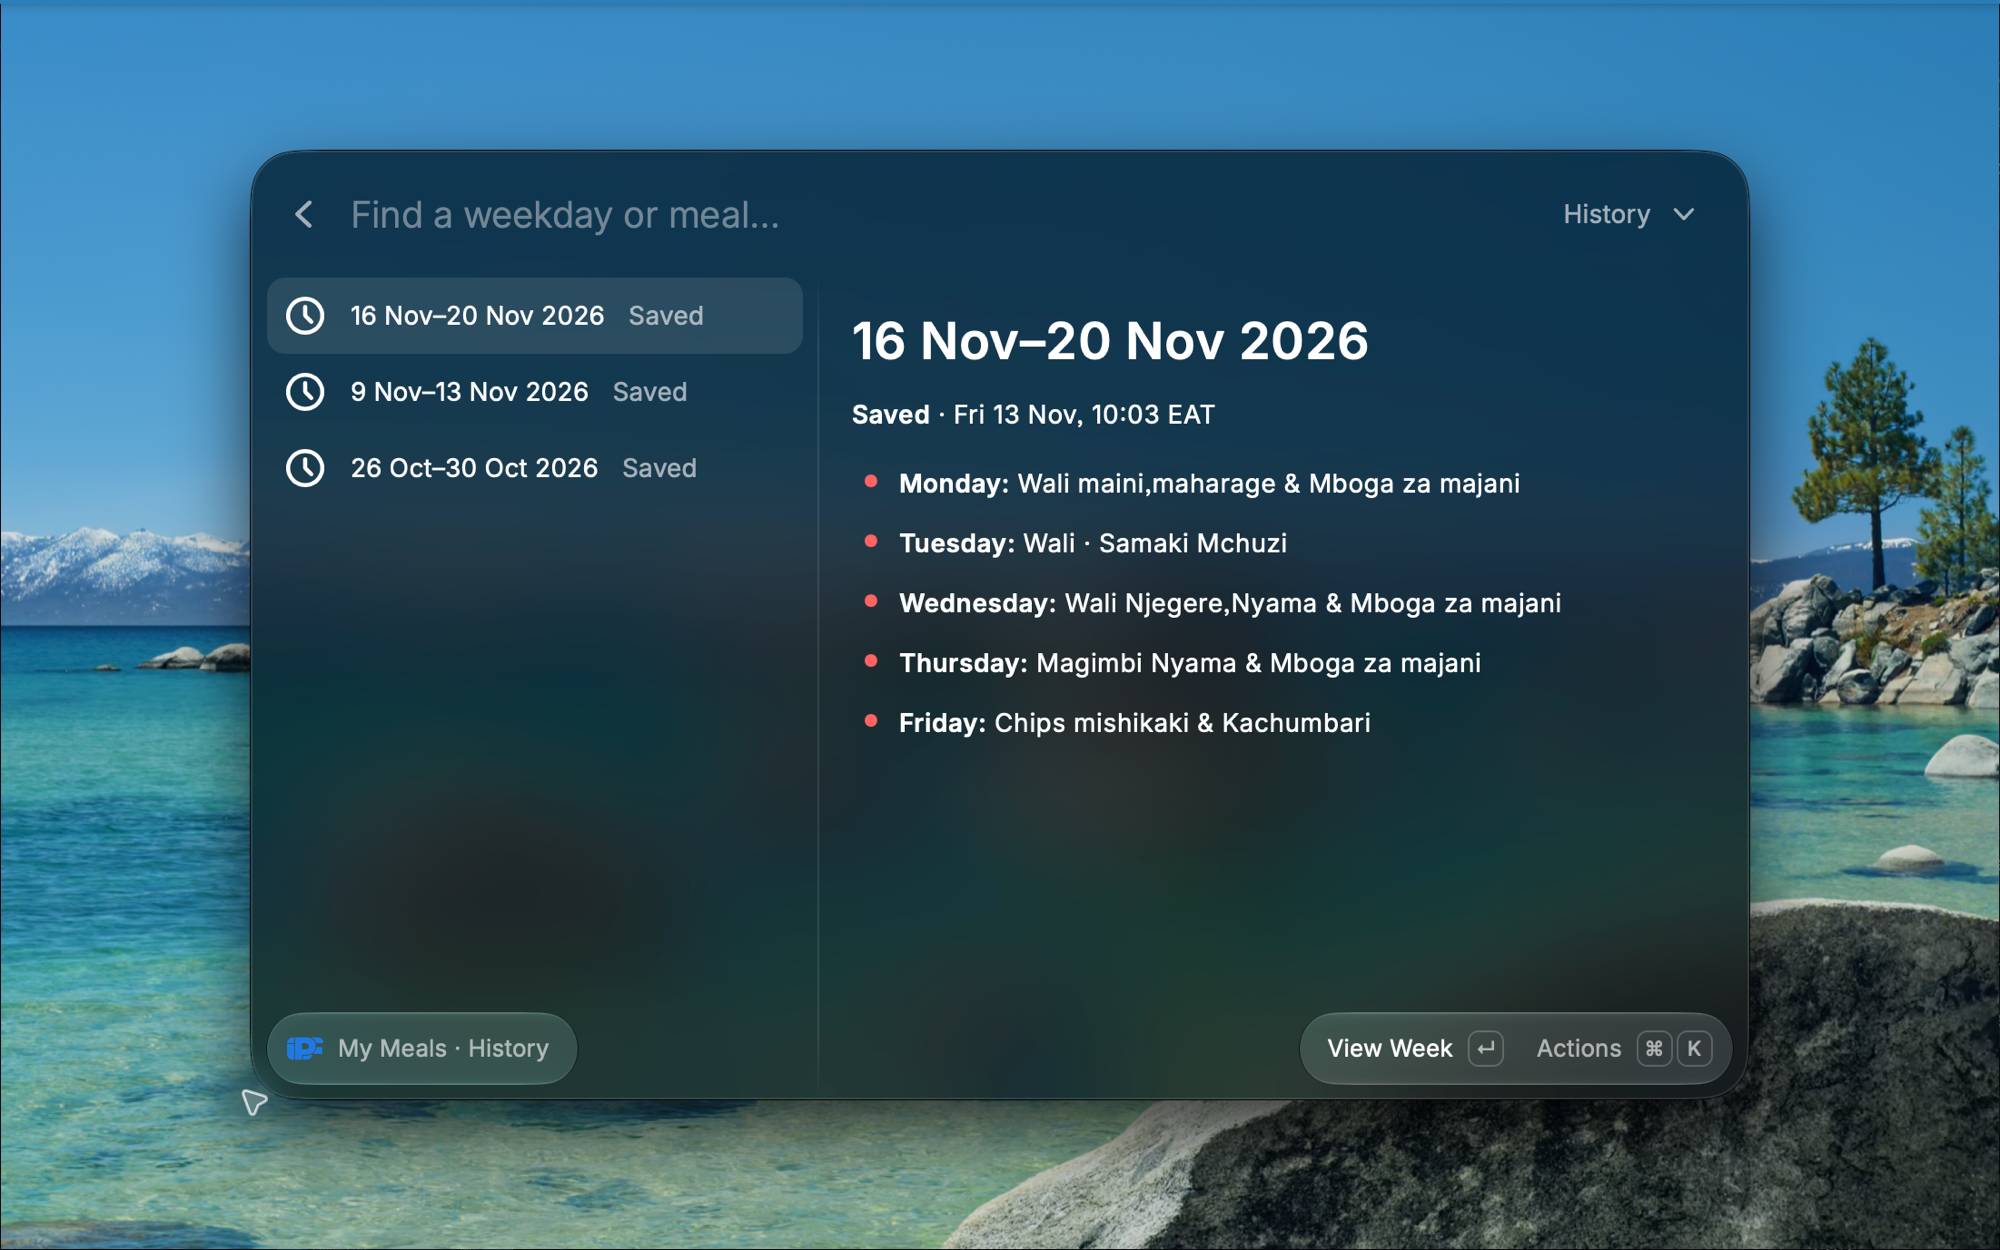 Find a weekday or meal...
History
16 Nov–20 Nov 2026 Saved
9 Nov–13 Nov 2026 Saved
26 Oct–30 Oct 2026 Saved
16 Nov–20 Nov 2026
Saved · Fri 13 Nov, 10:03 EAT
Monday: Wali maini,maharage & Mboga za majani
Tuesday: Wali · Samaki Mchuzi
Wednesday: Wali Njegere,Nyama & Mboga za majani
Thursday: Magimbi Nyama & Mboga za majani
Friday: Chips mishikaki & Kachumbari
iPF My Meals · History
View Week ↵ Actions ⌘ K